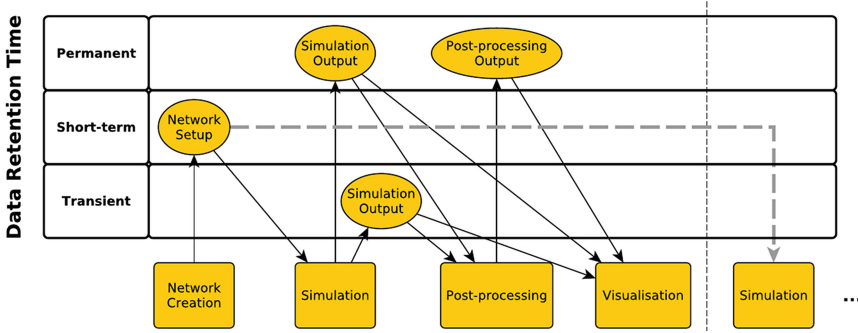 Data Retention Time
Permanent
Simulation
Output
Post-processing
Output
Short-term
Network
Setup
Transient
Simulation
Output
Network
Creation
Simulation
Post-processing
Visualisation
Simulation
...